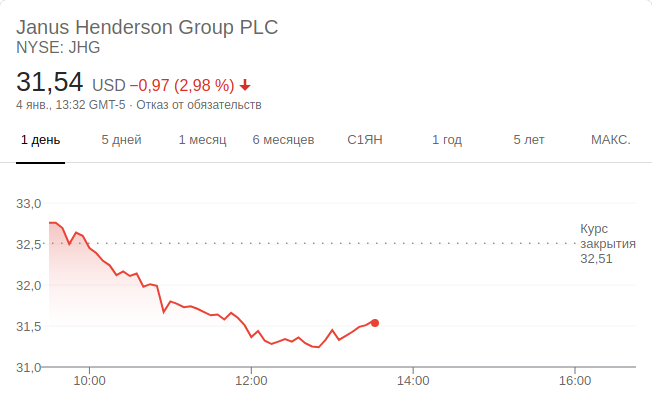 Janus Henderson Group PLC
NYSE: JHG
31,54 USD −0,97 (2,98 %)
4 янв., 13:32 GMT-5 · Отказ от обязательств
1 день 5 дней 1 месяц 6 месяцев С1ЯН 1 год 5 лет МАКС.
33,0
32,5
32,0
31,5
31,0
Курс
закрытия
32,51
10:00 12:00 14:00 16:00